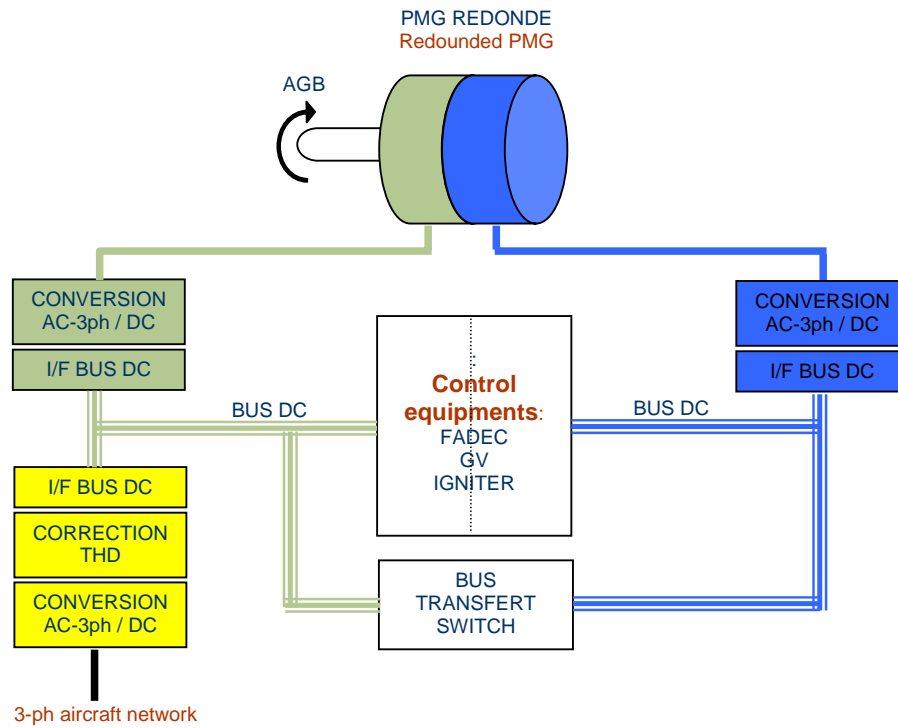 PMG REDONDE
Redounded PMG
AGB
CONVERSION
AC-3ph / DC
I/F BUS DC
CONVERSION
AC-3ph / DC
I/F BUS DC
BUS DC
BUS DC
:
Control
equipments:
FADEC
GV
IGNITER
I/F BUS DC
CORRECTION
THD
CONVERSION
AC-3ph / DC
BUS
TRANSFERT
SWITCH
3-ph aircraft network